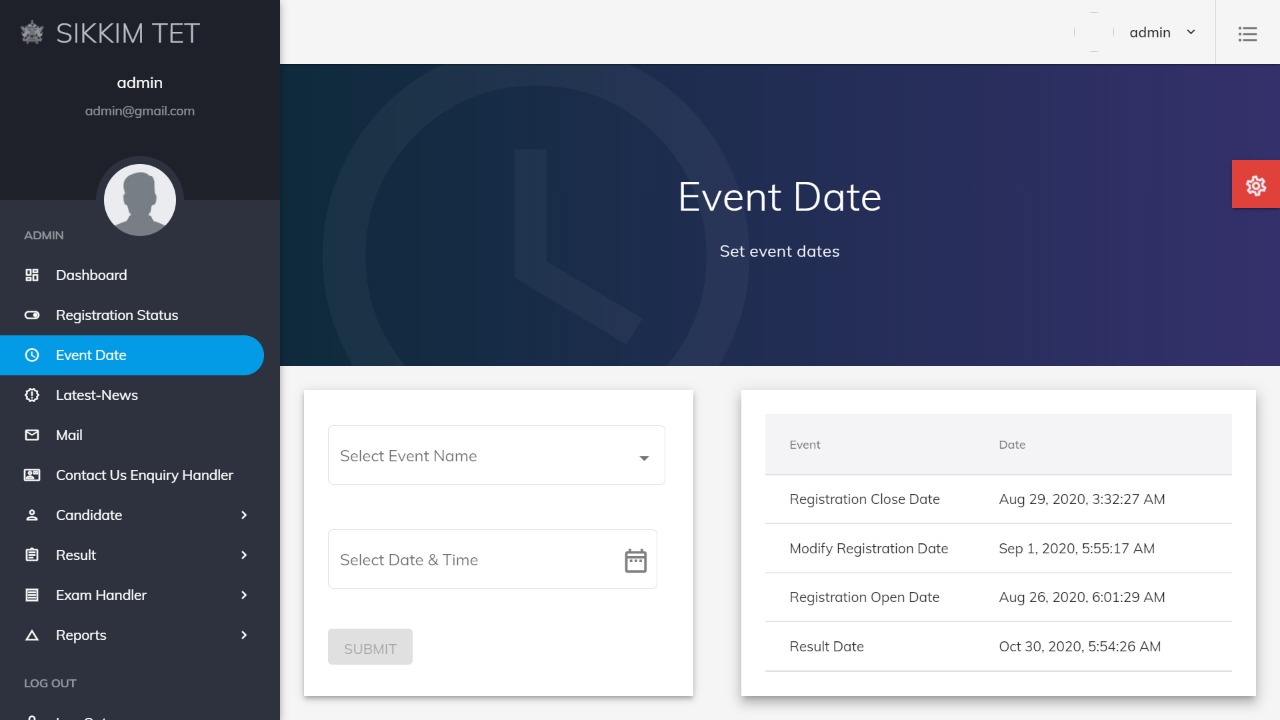 SIKKIM TET
admin
admin@gmail.com
ADMIN
Dashboard
Registration Status
Event Date
Latest-News
Mail
Contact Us Enquiry Handler
Candidate
Result
Exam Handler
Reports
LOG OUT
admin
Event Date
Set event dates
Select Event Name
Select Date & Time
SUBMIT
Event Date
Registration Close Date Aug 29, 2020, 3:32:27 AM
Modify Registration Date Sep 1, 2020, 5:55:17 AM
Registration Open Date Aug 26, 2020, 6:01:29 AM
Result Date Oct 30, 2020, 5:54:26 AM